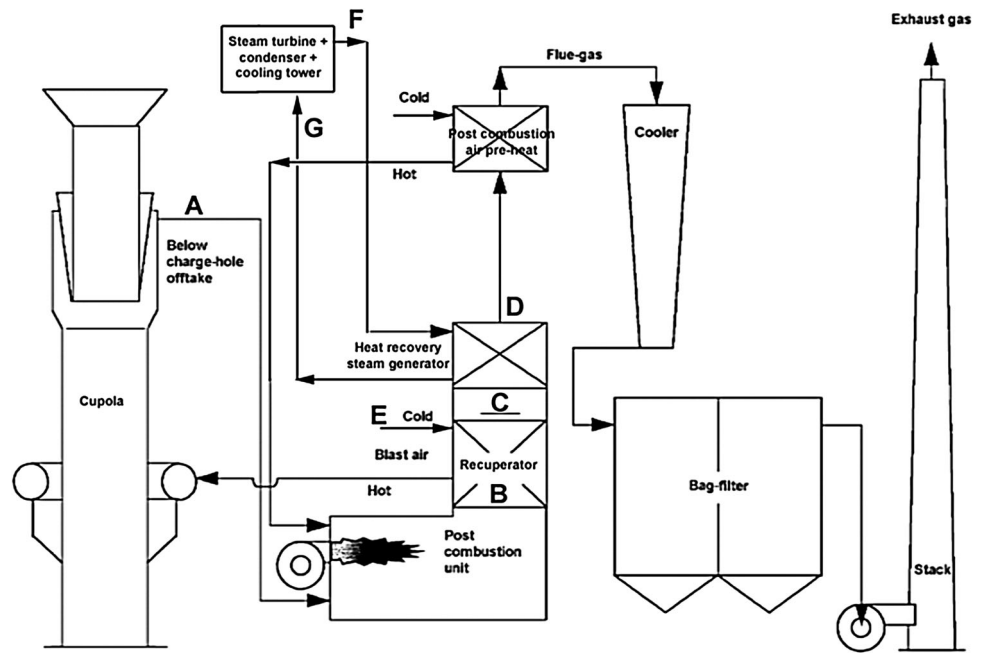 F
Exhaust gas
Steam turbine +
condenser +
cooling tower
Flue-gas
Cold
G
Post combustion
air pre-heat
Cooler
Hot
A
Below
charge-hole
offtake
D
Heat recovery
steam generator
Cupola
C
E
Cold
Blast air
Recuperator
Hot
B
Bag-filter
Post
combustion
unit
Stack